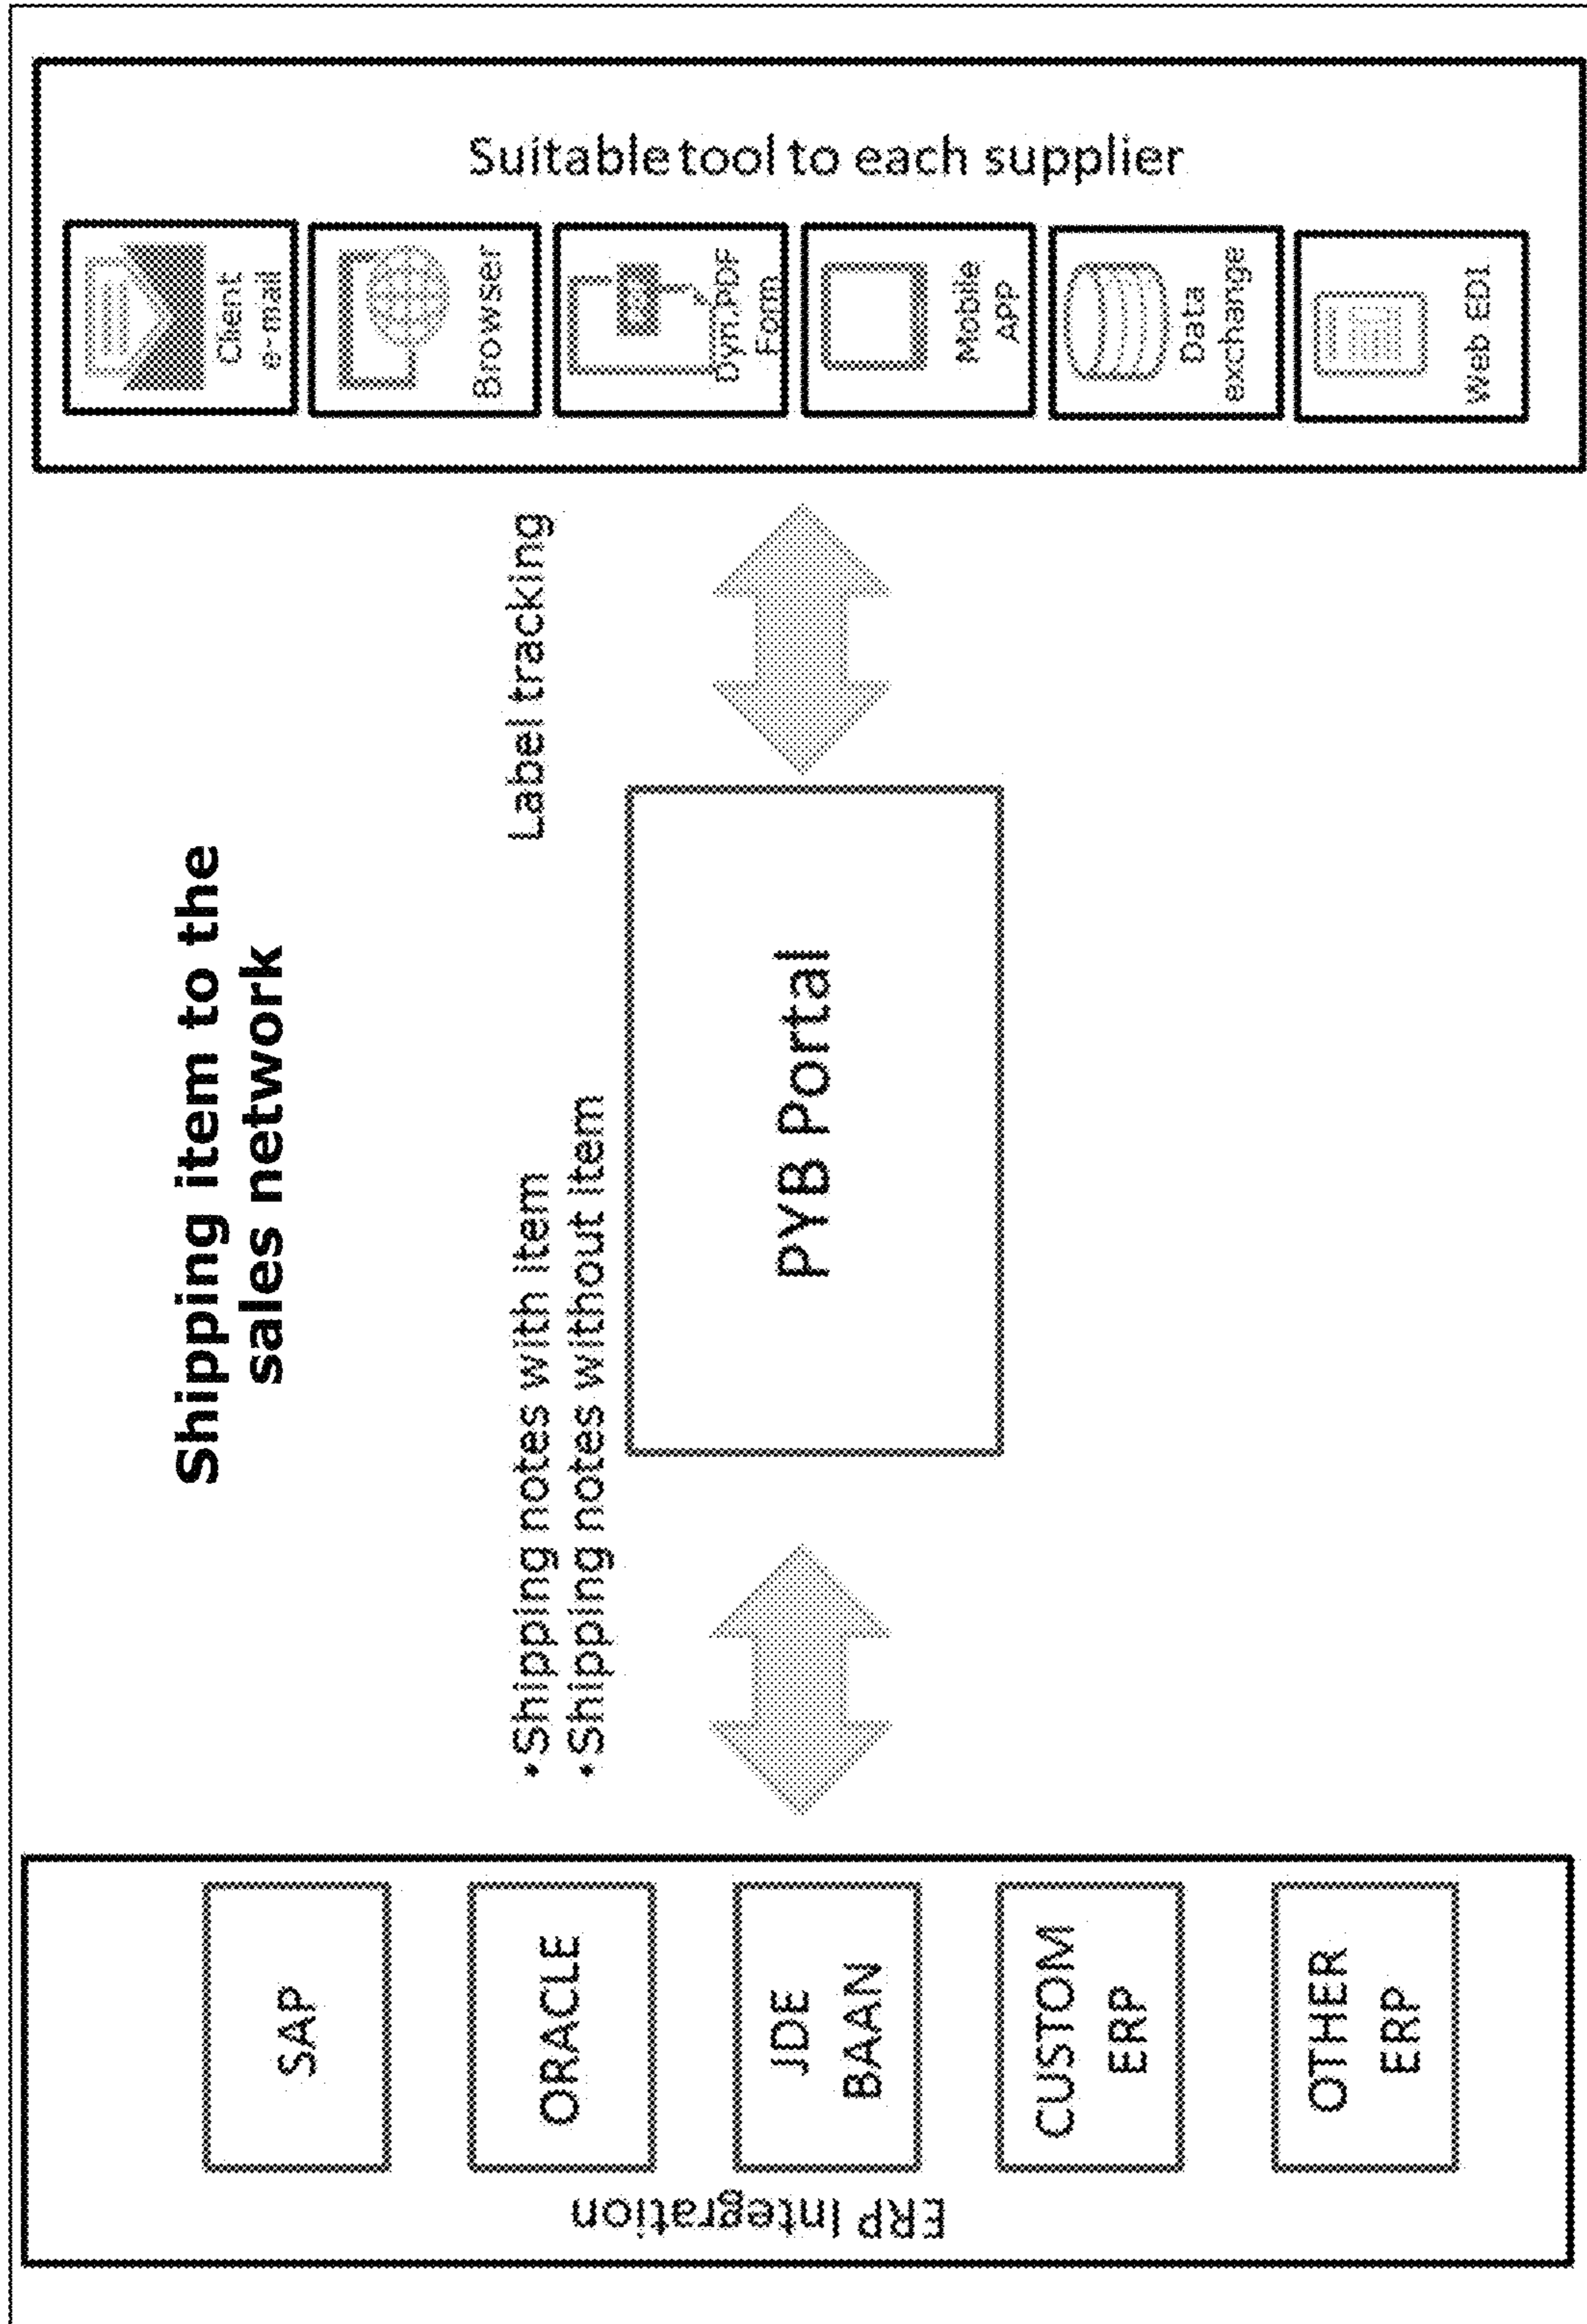 Shipping item to the
sales network
ERP Integration
SAP
ORACLE
JDE
BAAN
CUSTOM
ERP
OTHER
ERP
•Shipping notes with item
•Shipping notes without item
PYB Portal
Label tracking
Client
e-mail
Browser
Dyn.PDF
Form
Mobile
APP
Data
exchange
Web EDI
Suitable tool to each supplier